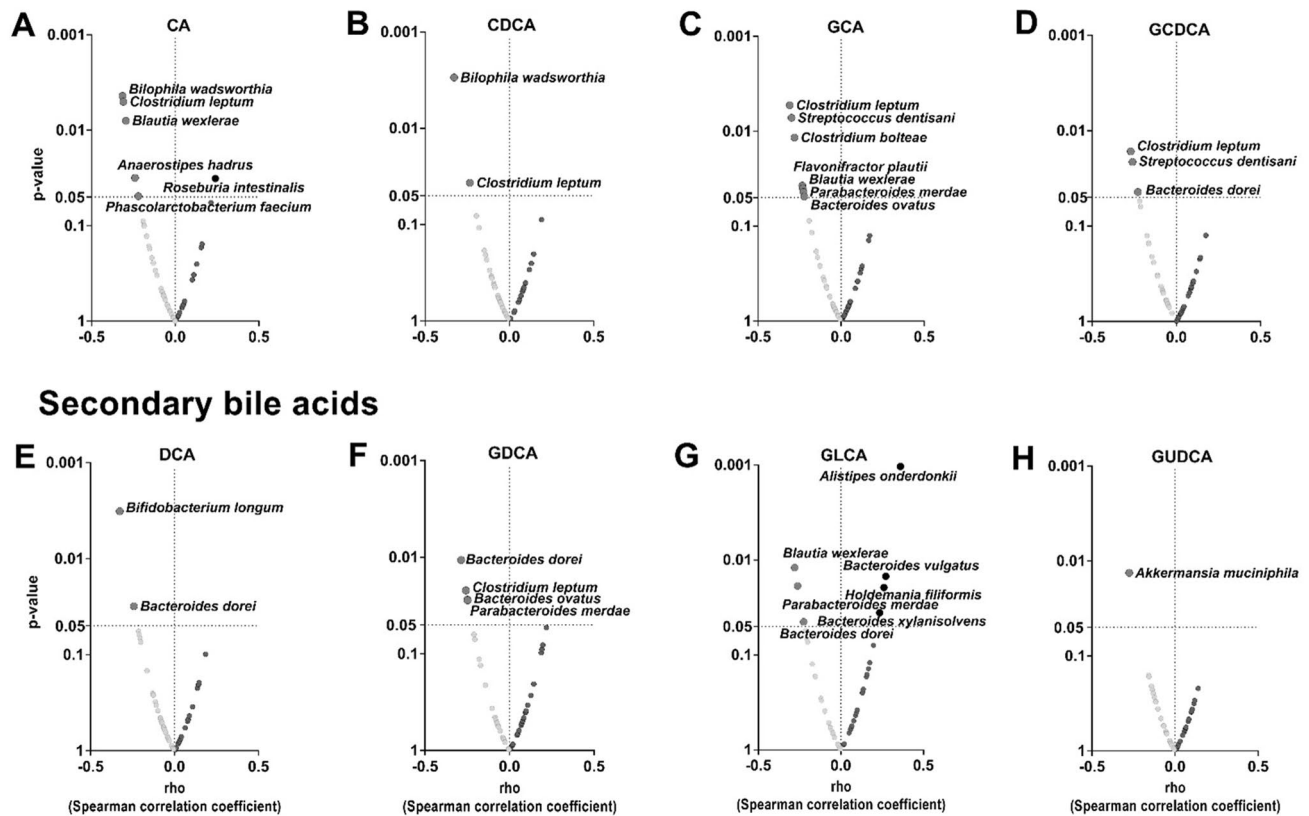 A
CA
0.001
0.01
0.05
0.1
1
p-value
Bilophila wadsworthia
Clostridium leptum
Blautia wexlerae
Anaerostipes hadrus
Roseburia intestinalis
Phascolarctobacterium faecium
-0.5
0.0
0.5
B
CDCA
0.001
0.01
0.05
0.1
1
Bilophila wadsworthia
Clostridium leptum
-0.5
0.0
0.5
C
GCA
0.001
0.01
0.05
0.1
1
Clostridium leptum
Streptococcus dentisani
Clostridium bolteae
Flavonifractor plautii
Blautia wexlerae
Parabacteroides merdae
Bacteroides ovatus
-0.5
0.0
0.5
D
GCDCA
0.001
0.01
0.05
0.1
1
Clostridium leptum
Streptococcus dentisani
Bacteroides dorei
-0.5
0.0
0.5
Secondary bile acids
E
DCA
0.001
0.01
0.05
0.1
1
p-value
Bifidobacterium longum
Bacteroides dorei
-0.5
0.0
0.5
rho
(Spearman correlation coefficient)
F
GDCA
0.001
0.01
0.05
0.1
1
Bacteroides dorei
Clostridium leptum
Bacteroides ovatus
Parabacteroides merdae
-0.5
0.0
0.5
rho
(Spearman correlation coefficient)
G
GLCA
0.001
0.01
0.05
0.1
1
Alistipes onderdonkii
Blautia wexlerae
Bacteroides vulgatus
Holdemania filiformis
Parabacteroides merdae
Bacteroides xylanisolvens
Bacteroides dorei
-0.5
0.0
0.5
rho
(Spearman correlation coefficient)
H
GUDCA
0.001
0.01
0.05
0.1
1
Akkermansia muciniphila
-0.5
0.0
0.5
rho
(Spearman correlation coefficient)